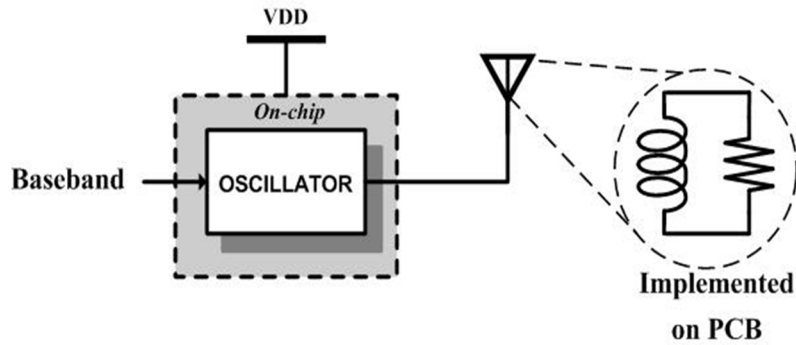 VDD
On-chip
Baseband
OSCILLATOR
Implemented
on PCB